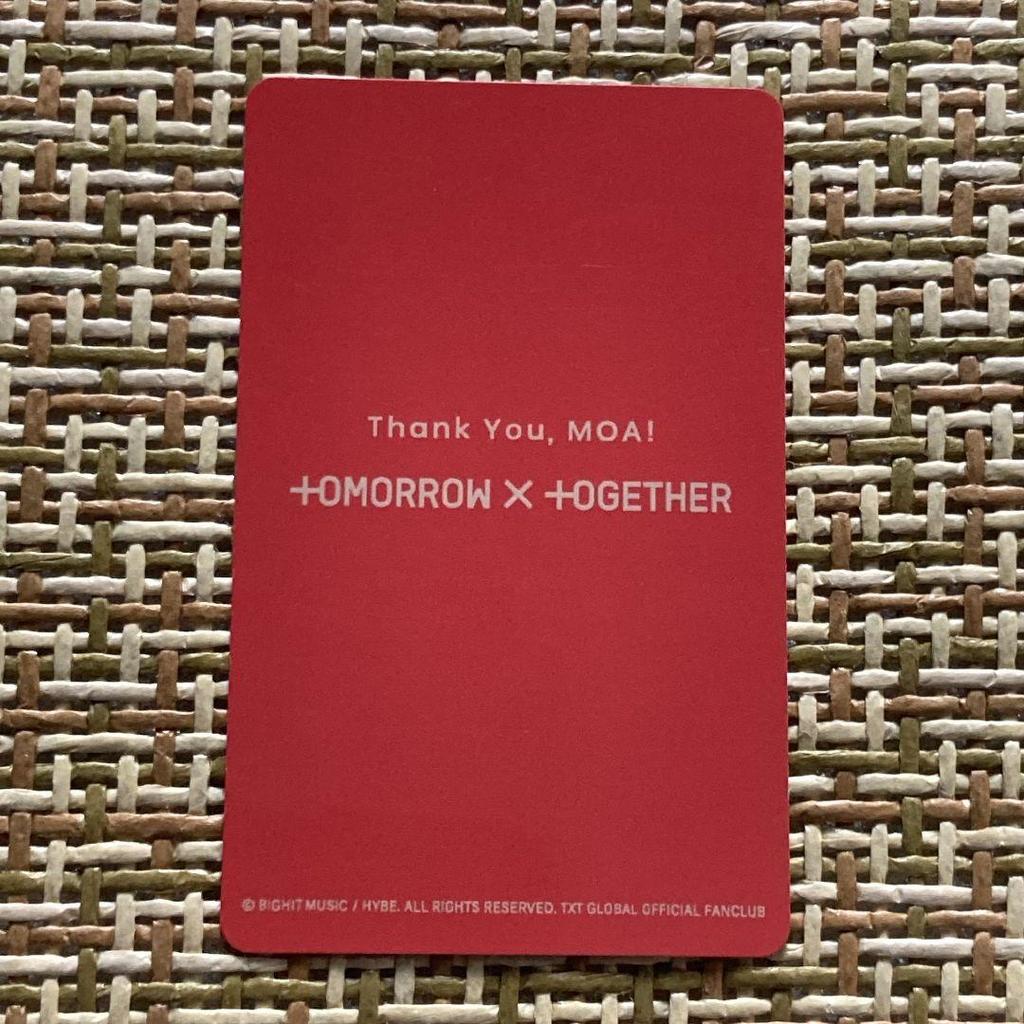 Thank You, MOA!
TOMORROW X TOGETHER
© BIGHIT MUSIC / HYBE. ALL RIGHTS RESERVED. TXT GLOBAL OFFICIAL FANCLUB